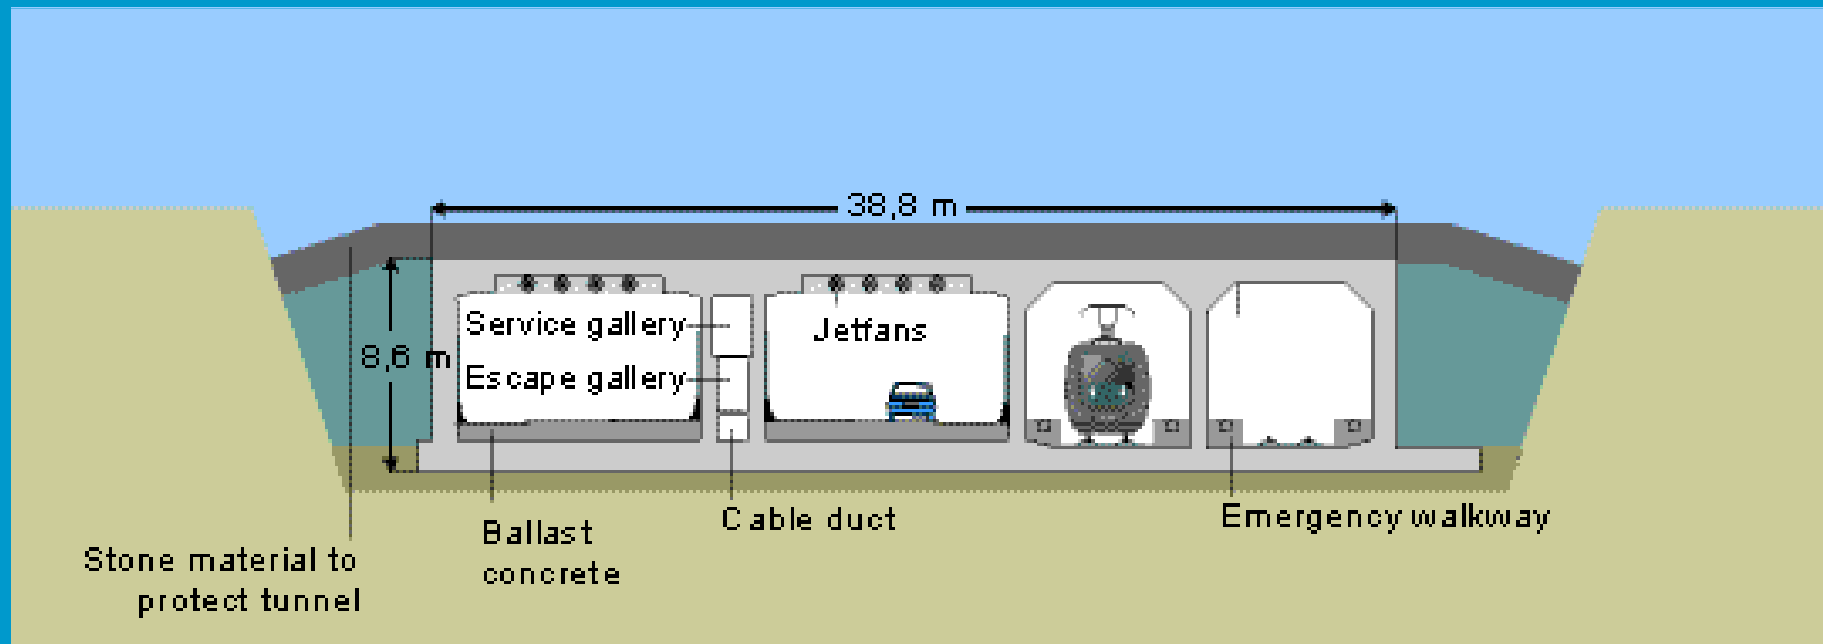 38,8 m
Service gallery
Jetfans
8,6 m
Escape gallery
Cable duct
Emergency walkway
Ballast
concrete
Stone material to
protect tunnel